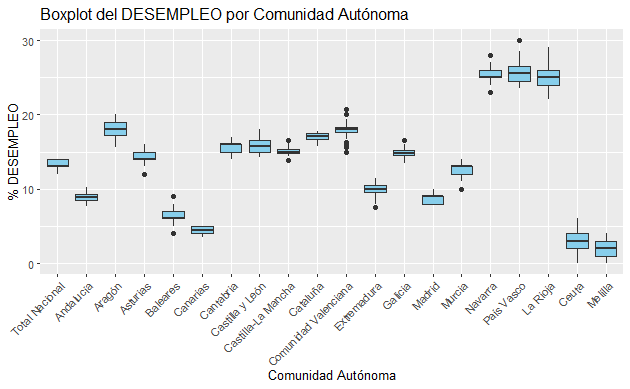 Boxplot del DESEMPLEO por Comunidad Autónoma
% DESEMPLEO
30
20
10
0
Total Nacional
Andalucía
Aragón
Asturias
Baleares
Canarias
Cantabria
Castilla y León
Castilla-La Mancha
Cataluña
Comunidad Valenciana
Extremadura
Galicia
Madrid
Murcia
Navarra
País Vasco
La Rioja
Ceuta
Melilla
Comunidad Autónoma